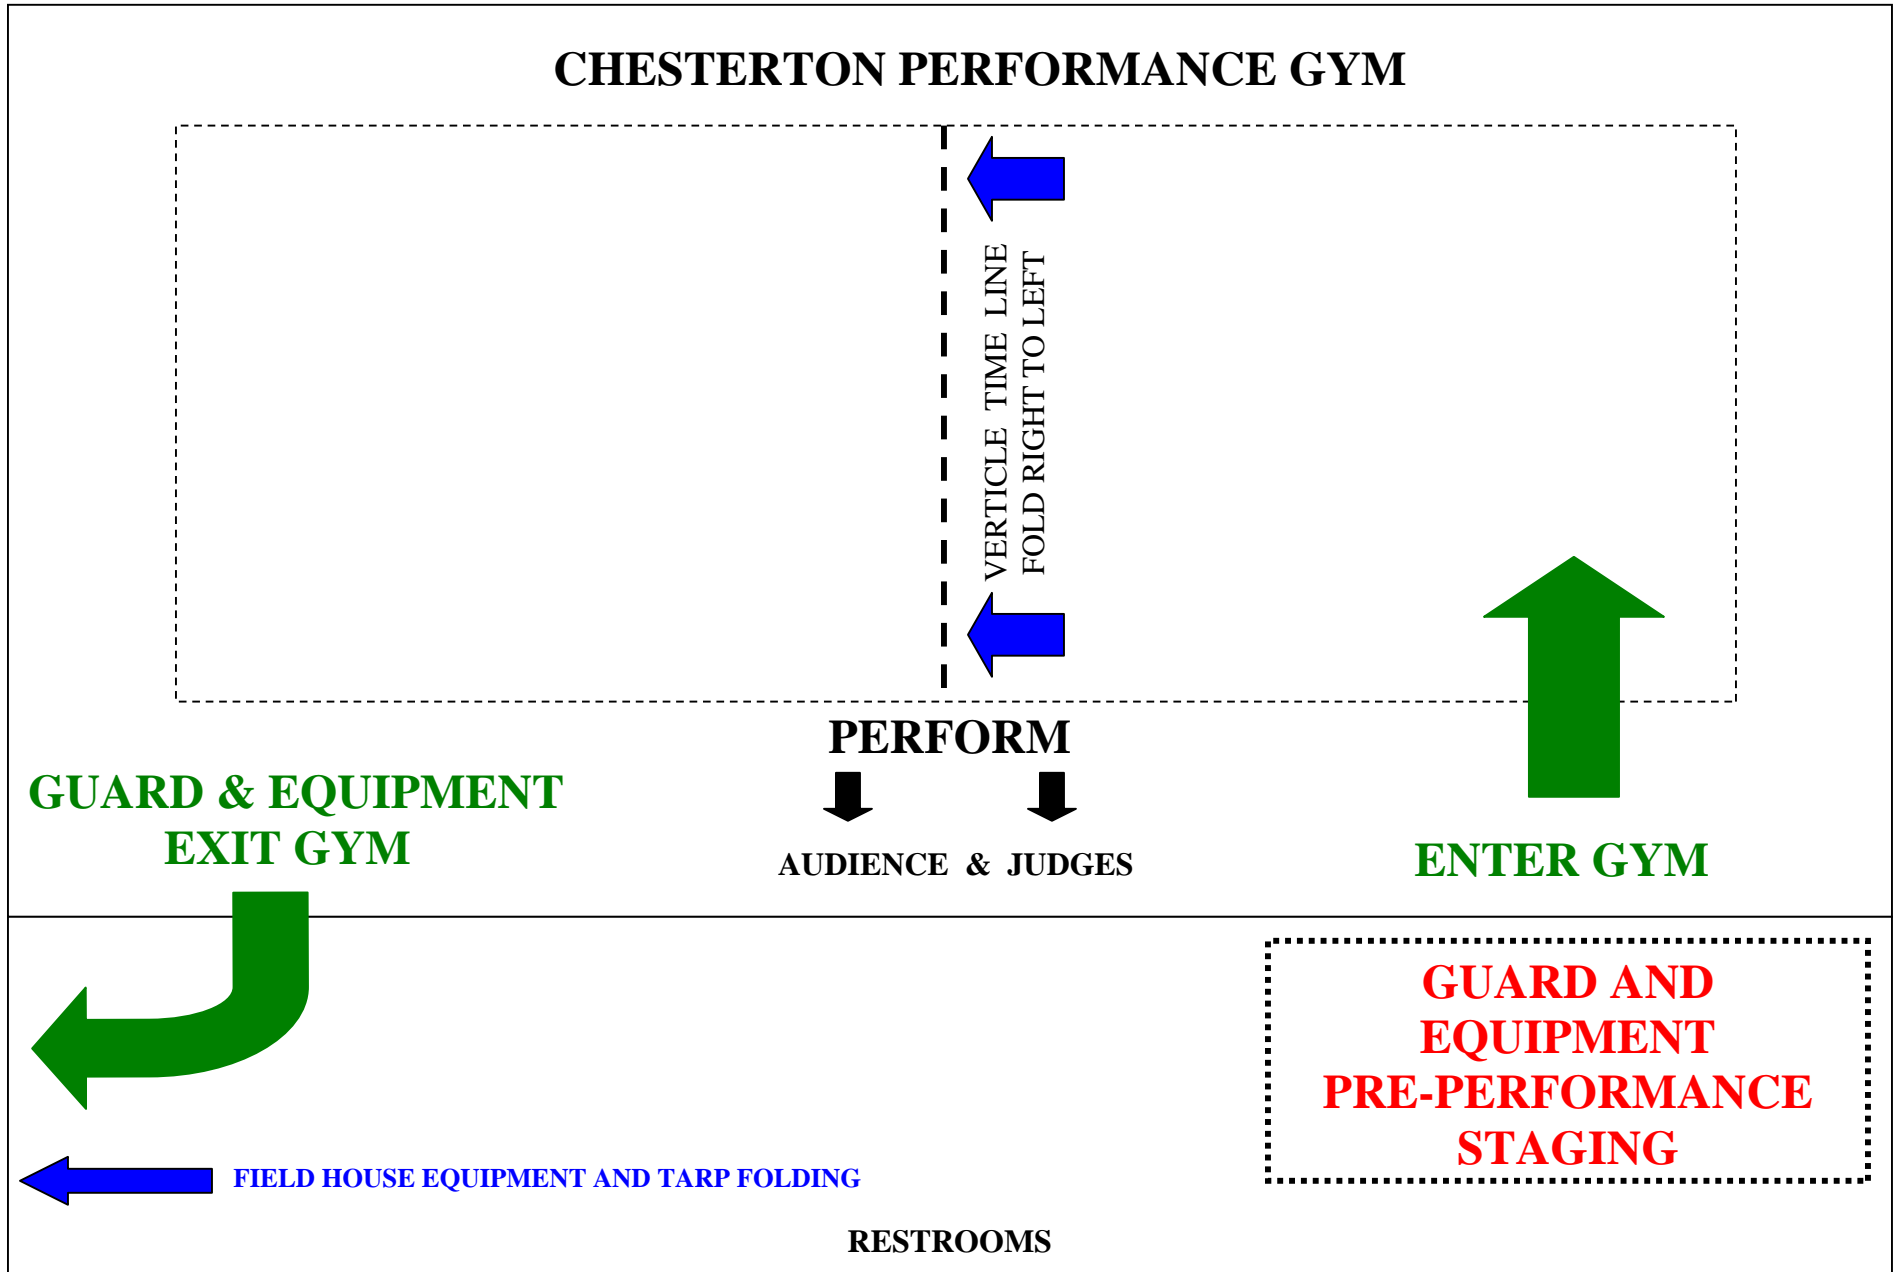 CHESTERTON PERFORMANCE GYM
VERTICLE TIME LINE
FOLD RIGHT TO LEFT
PERFORM
GUARD & EQUIPMENT
EXIT GYM
AUDIENCE & JUDGES
ENTER GYM
GUARD AND
EQUIPMENT
PRE-PERFORMANCE
STAGING
FIELD HOUSE EQUIPMENT AND TARP FOLDING
RESTROOMS